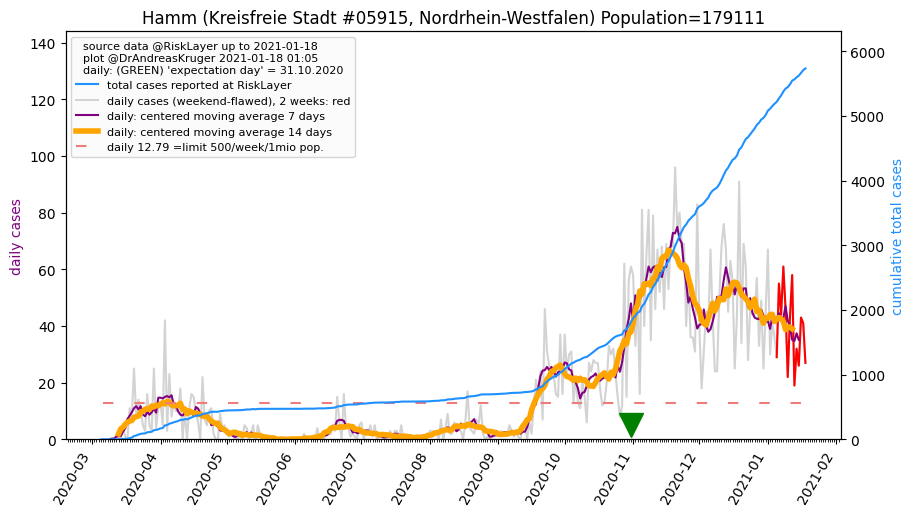 Hamm (Kreisfreie Stadt #05915, Nordrhein-Westfalen) Population=179111
source data @RiskLayer up to 2021-01-18
plot @DrAndreasKruger 2021-01-18 01:05
daily: (GREEN) 'expectation day' = 31.10.2020
total cases reported at RiskLayer
daily cases (weekend-flawed), 2 weeks: red
daily: centered moving average 7 days
daily: centered moving average 14 days
daily 12.79 =limit 500/week/1mio pop.
daily cases
140
120
100
80
60
40
20
0
cumulative total cases
6000
5000
4000
3000
2000
1000
0
2020-03
2020-04
2020-05
2020-06
2020-07
2020-08
2020-09
2020-10
2020-11
2020-12
2021-01
2021-02